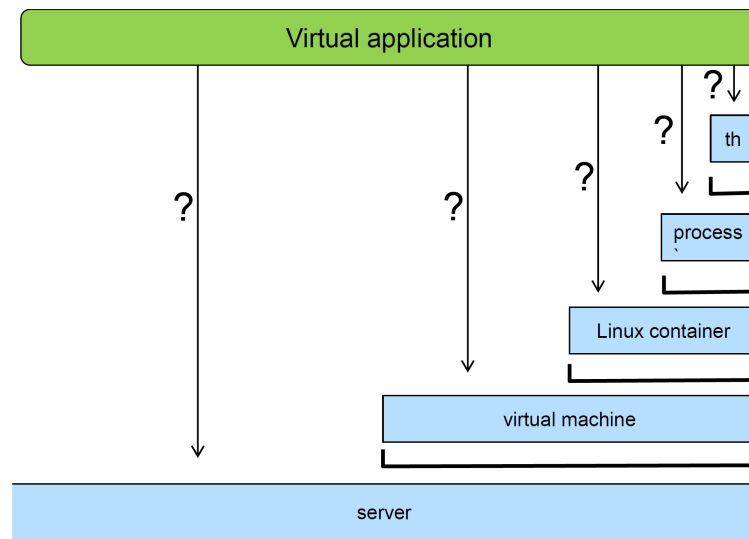 Virtual application
?
th
?
?
?
?
process
`
Linux container
virtual machine
server